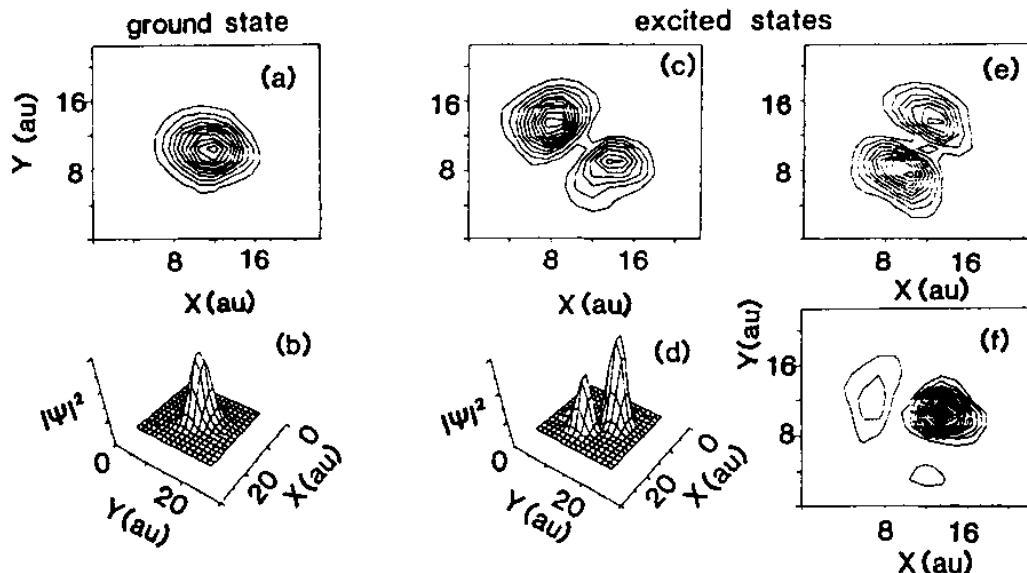 ground state
excited states
(a)
Y (au)
16
8
8
16
X (au)
(c)
16
8
8
16
X (au)
(e)
16
8
8
16
X (au)
(b)
|Ψ|²
0
20
Y(au)
0
20
X(au)
(d)
|Ψ|²
0
20
Y(au)
0
20
X(au)
(f)
Y(au)
16
8
8
16
X(au)